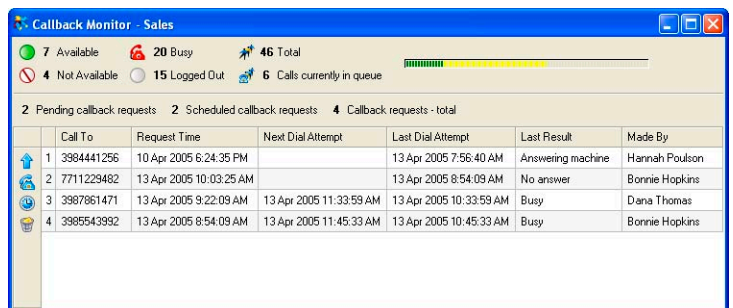 Callback Monitor - Sales
7 Available 20 Busy 46 Total
4 Not Available 15 Logged Out 6 Calls currently in queue
2 Pending callback requests 2 Scheduled callback requests 4 Callback requests - total
Call To Request Time Next Dial Attempt Last Dial Attempt Last Result Made By
1 3984441256 10 Apr 2005 6:24:35 PM 13 Apr 2005 7:56:40 AM Answering machine Hannah Poulson
2 7711229482 13 Apr 2005 10:03:25 AM 13 Apr 2005 8:54:09 AM No answer Bonnie Hopkins
3 3987861471 13 Apr 2005 9:22:09 AM 13 Apr 2005 11:33:59 AM 13 Apr 2005 10:33:59 AM Busy Dana Thomas
4 3985543992 13 Apr 2005 8:54:09 AM 13 Apr 2005 11:45:33 AM 13 Apr 2005 10:45:33 AM Busy Bonnie Hopkins